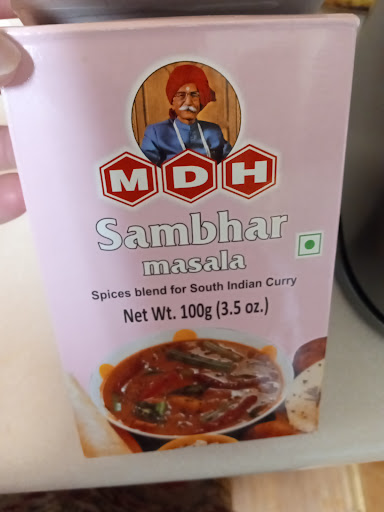 MDH
Sambhar
masala
Spices blend for South Indian Curry
Net Wt. 100g (3.5 oz.)